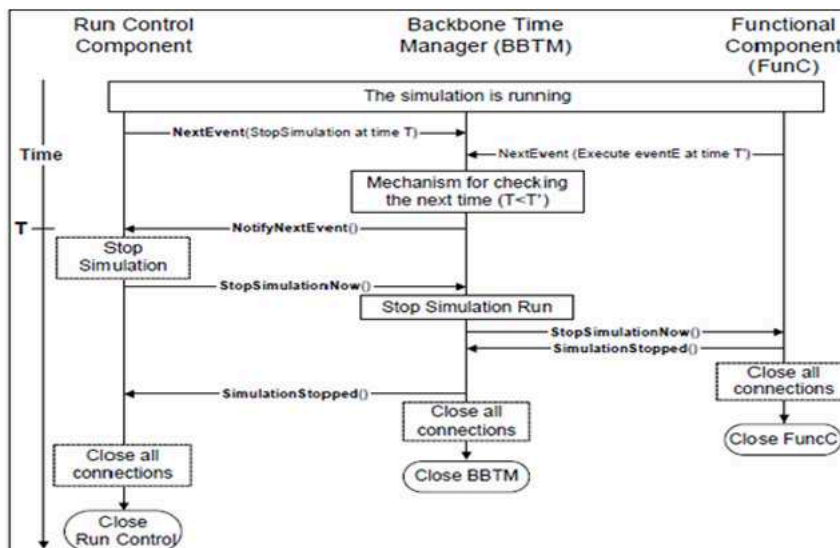 Run Control
Component
Backbone Time
Manager (BBTM)
Functional
Component
(FunC)
The simulation is running
NextEvent(StopSimulation at time T)
Time
NextEvent (Execute eventE at time T')
Mechanism for checking
the next time (T<T')
T
NotifyNextEvent()
Stop
Simulation
StopSimulationNow()
Stop Simulation Run
StopSimulationNow()
SimulationStopped()
Close all
connections
SimulationStopped()
Close all
connections
Close FuncC
Close all
connections
Close BBTM
Close
Run Control